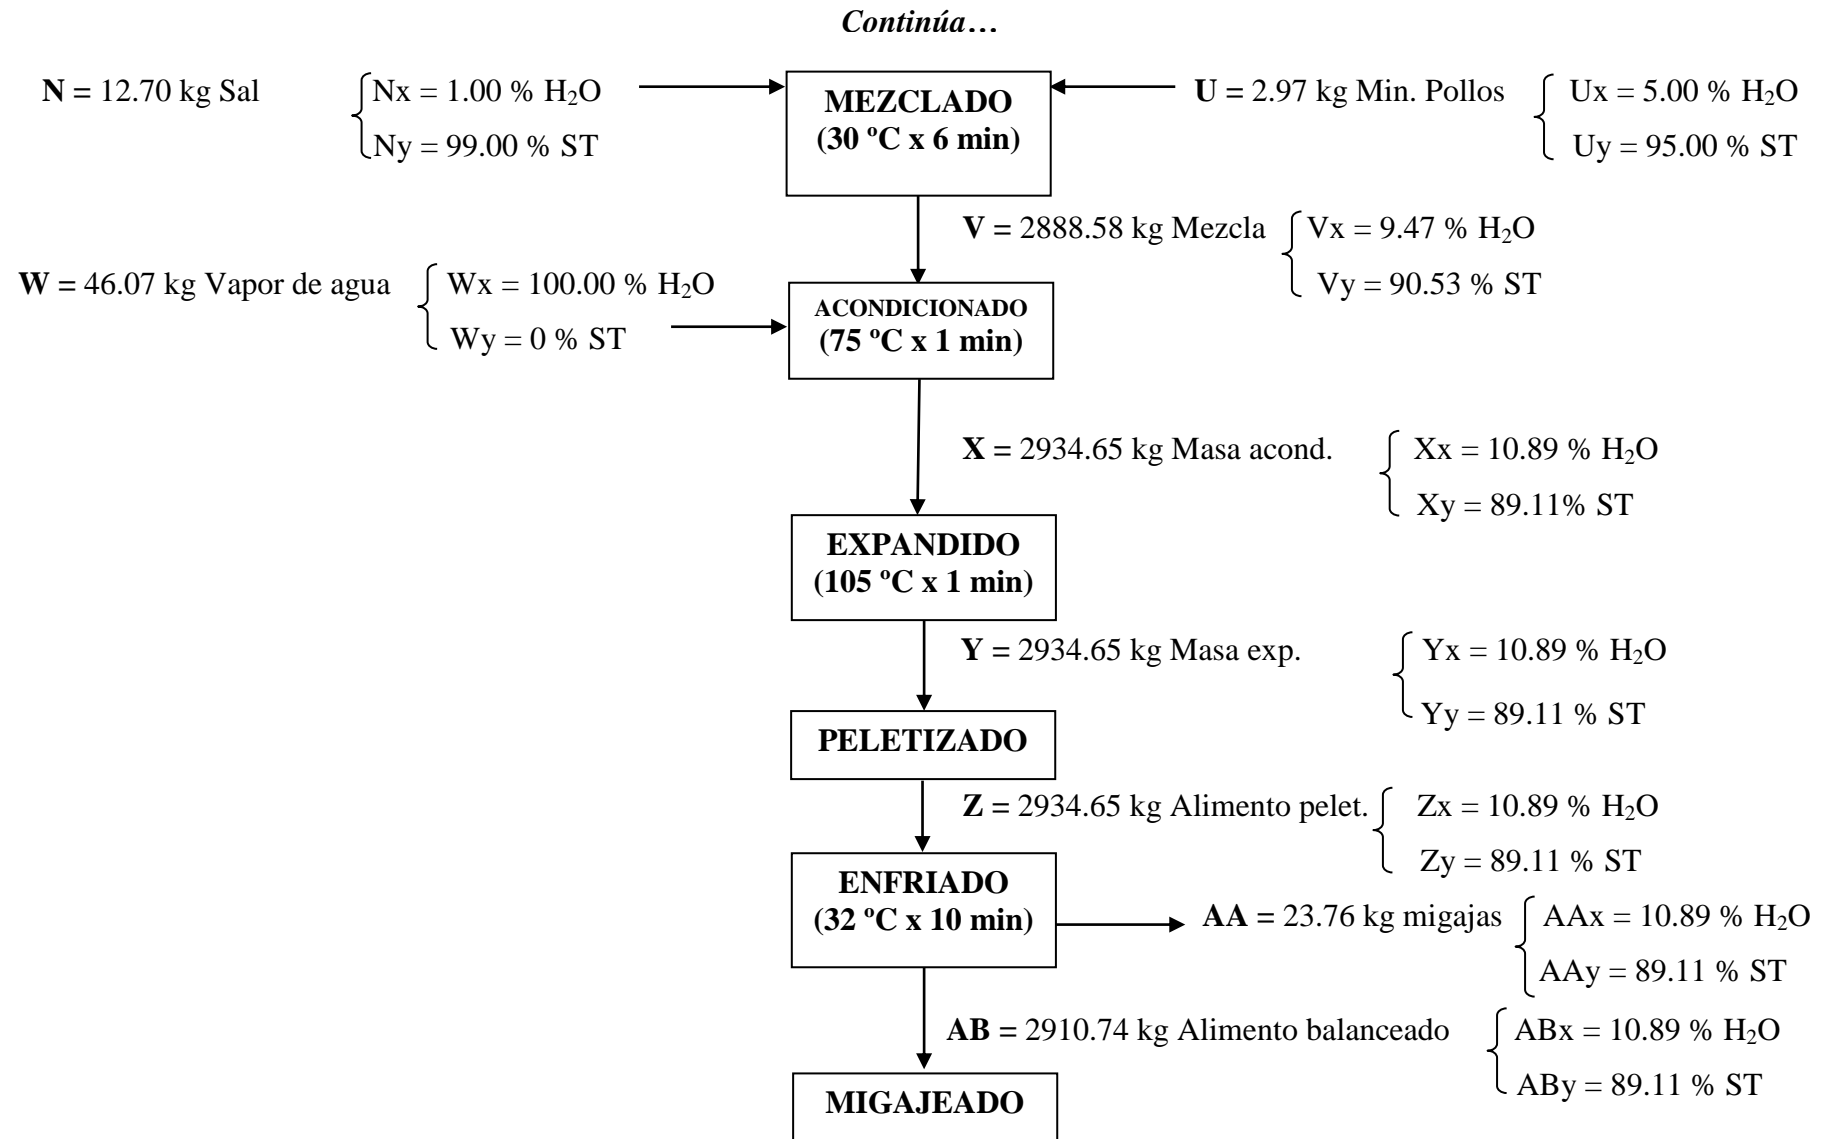 Continúa…
N = 12.70 kg Sal
Nx = 1.00 % H₂O
Ny = 99.00 % ST
MEZCLADO
(30 ºC x 6 min)
U = 2.97 kg Min. Pollos
Ux = 5.00 % H₂O
Uy = 95.00 % ST
V = 2888.58 kg Mezcla
Vx = 9.47 % H₂O
Vy = 90.53 % ST
W = 46.07 kg Vapor de agua
Wx = 100.00 % H₂O
Wy = 0 % ST
ACONDICIONADO
(75 ºC x 1 min)
X = 2934.65 kg Masa acond.
Xx = 10.89 % H₂O
Xy = 89.11% ST
EXPANDIDO
(105 ºC x 1 min)
Y = 2934.65 kg Masa exp.
Yx = 10.89 % H₂O
Yy = 89.11 % ST
PELETIZADO
Z = 2934.65 kg Alimento pelet.
Zx = 10.89 % H₂O
Zy = 89.11 % ST
ENFRIADO
(32 ºC x 10 min)
AA = 23.76 kg migajas
AAx = 10.89 % H₂O
AAy = 89.11 % ST
AB = 2910.74 kg Alimento balanceado
ABx = 10.89 % H₂O
ABy = 89.11 % ST
MIGAJEADO